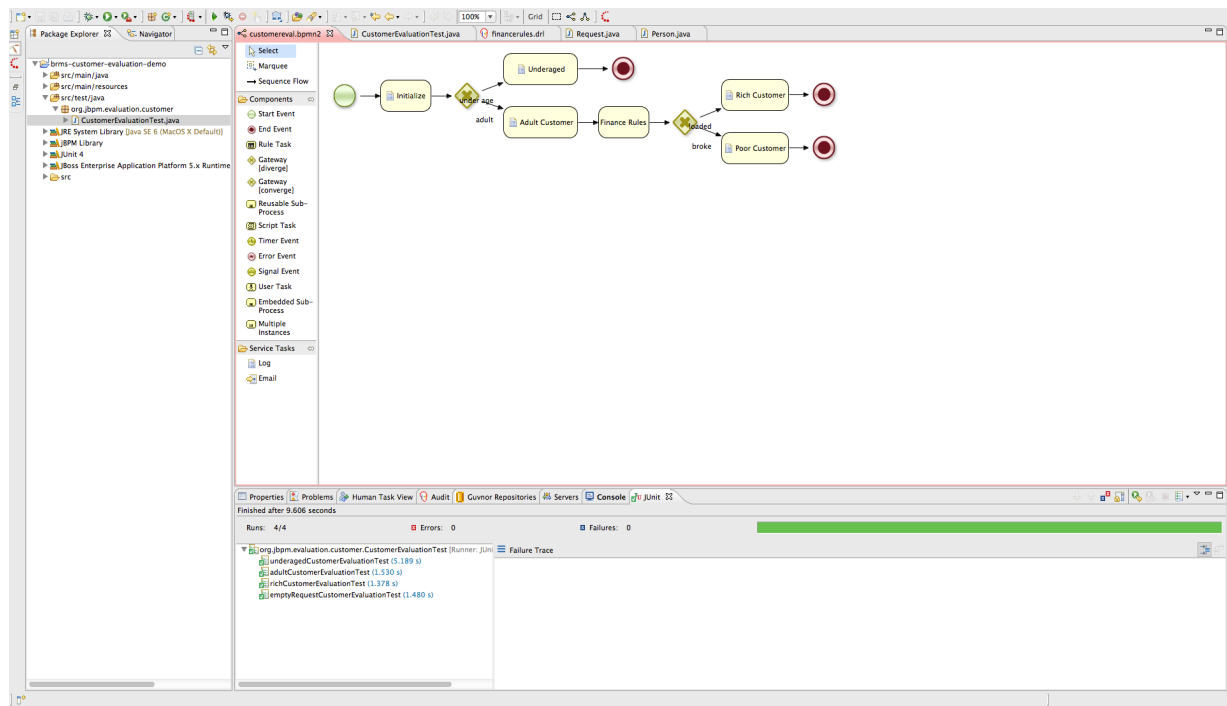 100%
Grid
Package Explorer
Navigator
brms-customer-evaluation-demo
src/main/java
src/main/resources
src/test/java
org.jbpm.evaluation.customer
CustomerEvaluationTest.java
JRE System Library [Java SE 6 (MacOS X Default)]
jBPM Library
JUnit 4
JBoss Enterprise Application Platform 5.x Runtime
src
customereval.bpmn2
CustomerEvaluationTest.java
financerules.drl
Request.java
Person.java
Select
Marquee
Sequence Flow
Components
Start Event
End Event
Rule Task
Gateway
[diverge]
Gateway
[converge]
Reusable Sub-
Process
Script Task
Timer Event
Error Event
Signal Event
User Task
Embedded Sub-
Process
Multiple
Instances
Service Tasks
Log
Email
Initialize
under age
adult
Underaged
Adult Customer
Finance Rules
loaded
broke
Rich Customer
Poor Customer
Properties
Problems
Human Task View
Audit
Guvnor Repositories
Servers
Console
JUnit
Finished after 9.606 seconds
Runs: 4/4
Errors: 0
Failures: 0
org.jbpm.evaluation.customer.CustomerEvaluationTest [Runner: JUni
underagedCustomerEvaluationTest (5.189 s)
adultCustomerEvaluationTest (1.530 s)
richCustomerEvaluationTest (1.378 s)
emptyRequestCustomerEvaluationTest (1.480 s)
Failure Trace